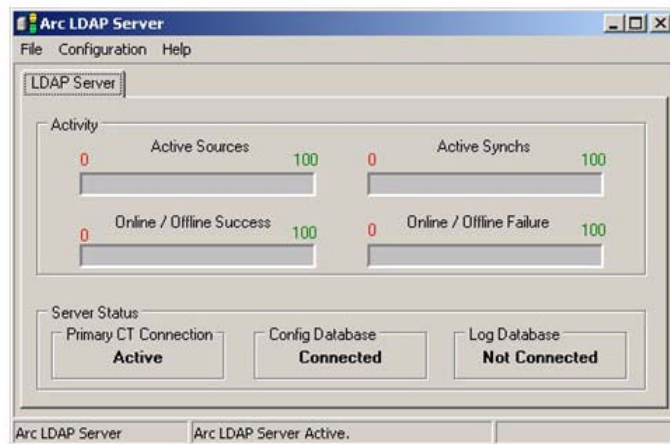 Arc LDAP Server
File Configuration Help
LDAP Server
Activity
Active Sources
0 100
Active Synchs
0 100
Online / Offline Success
0 100
Online / Offline Failure
0 100
Server Status
Primary CT Connection
Active
Config Database
Connected
Log Database
Not Connected
Arc LDAP Server
Arc LDAP Server Active.